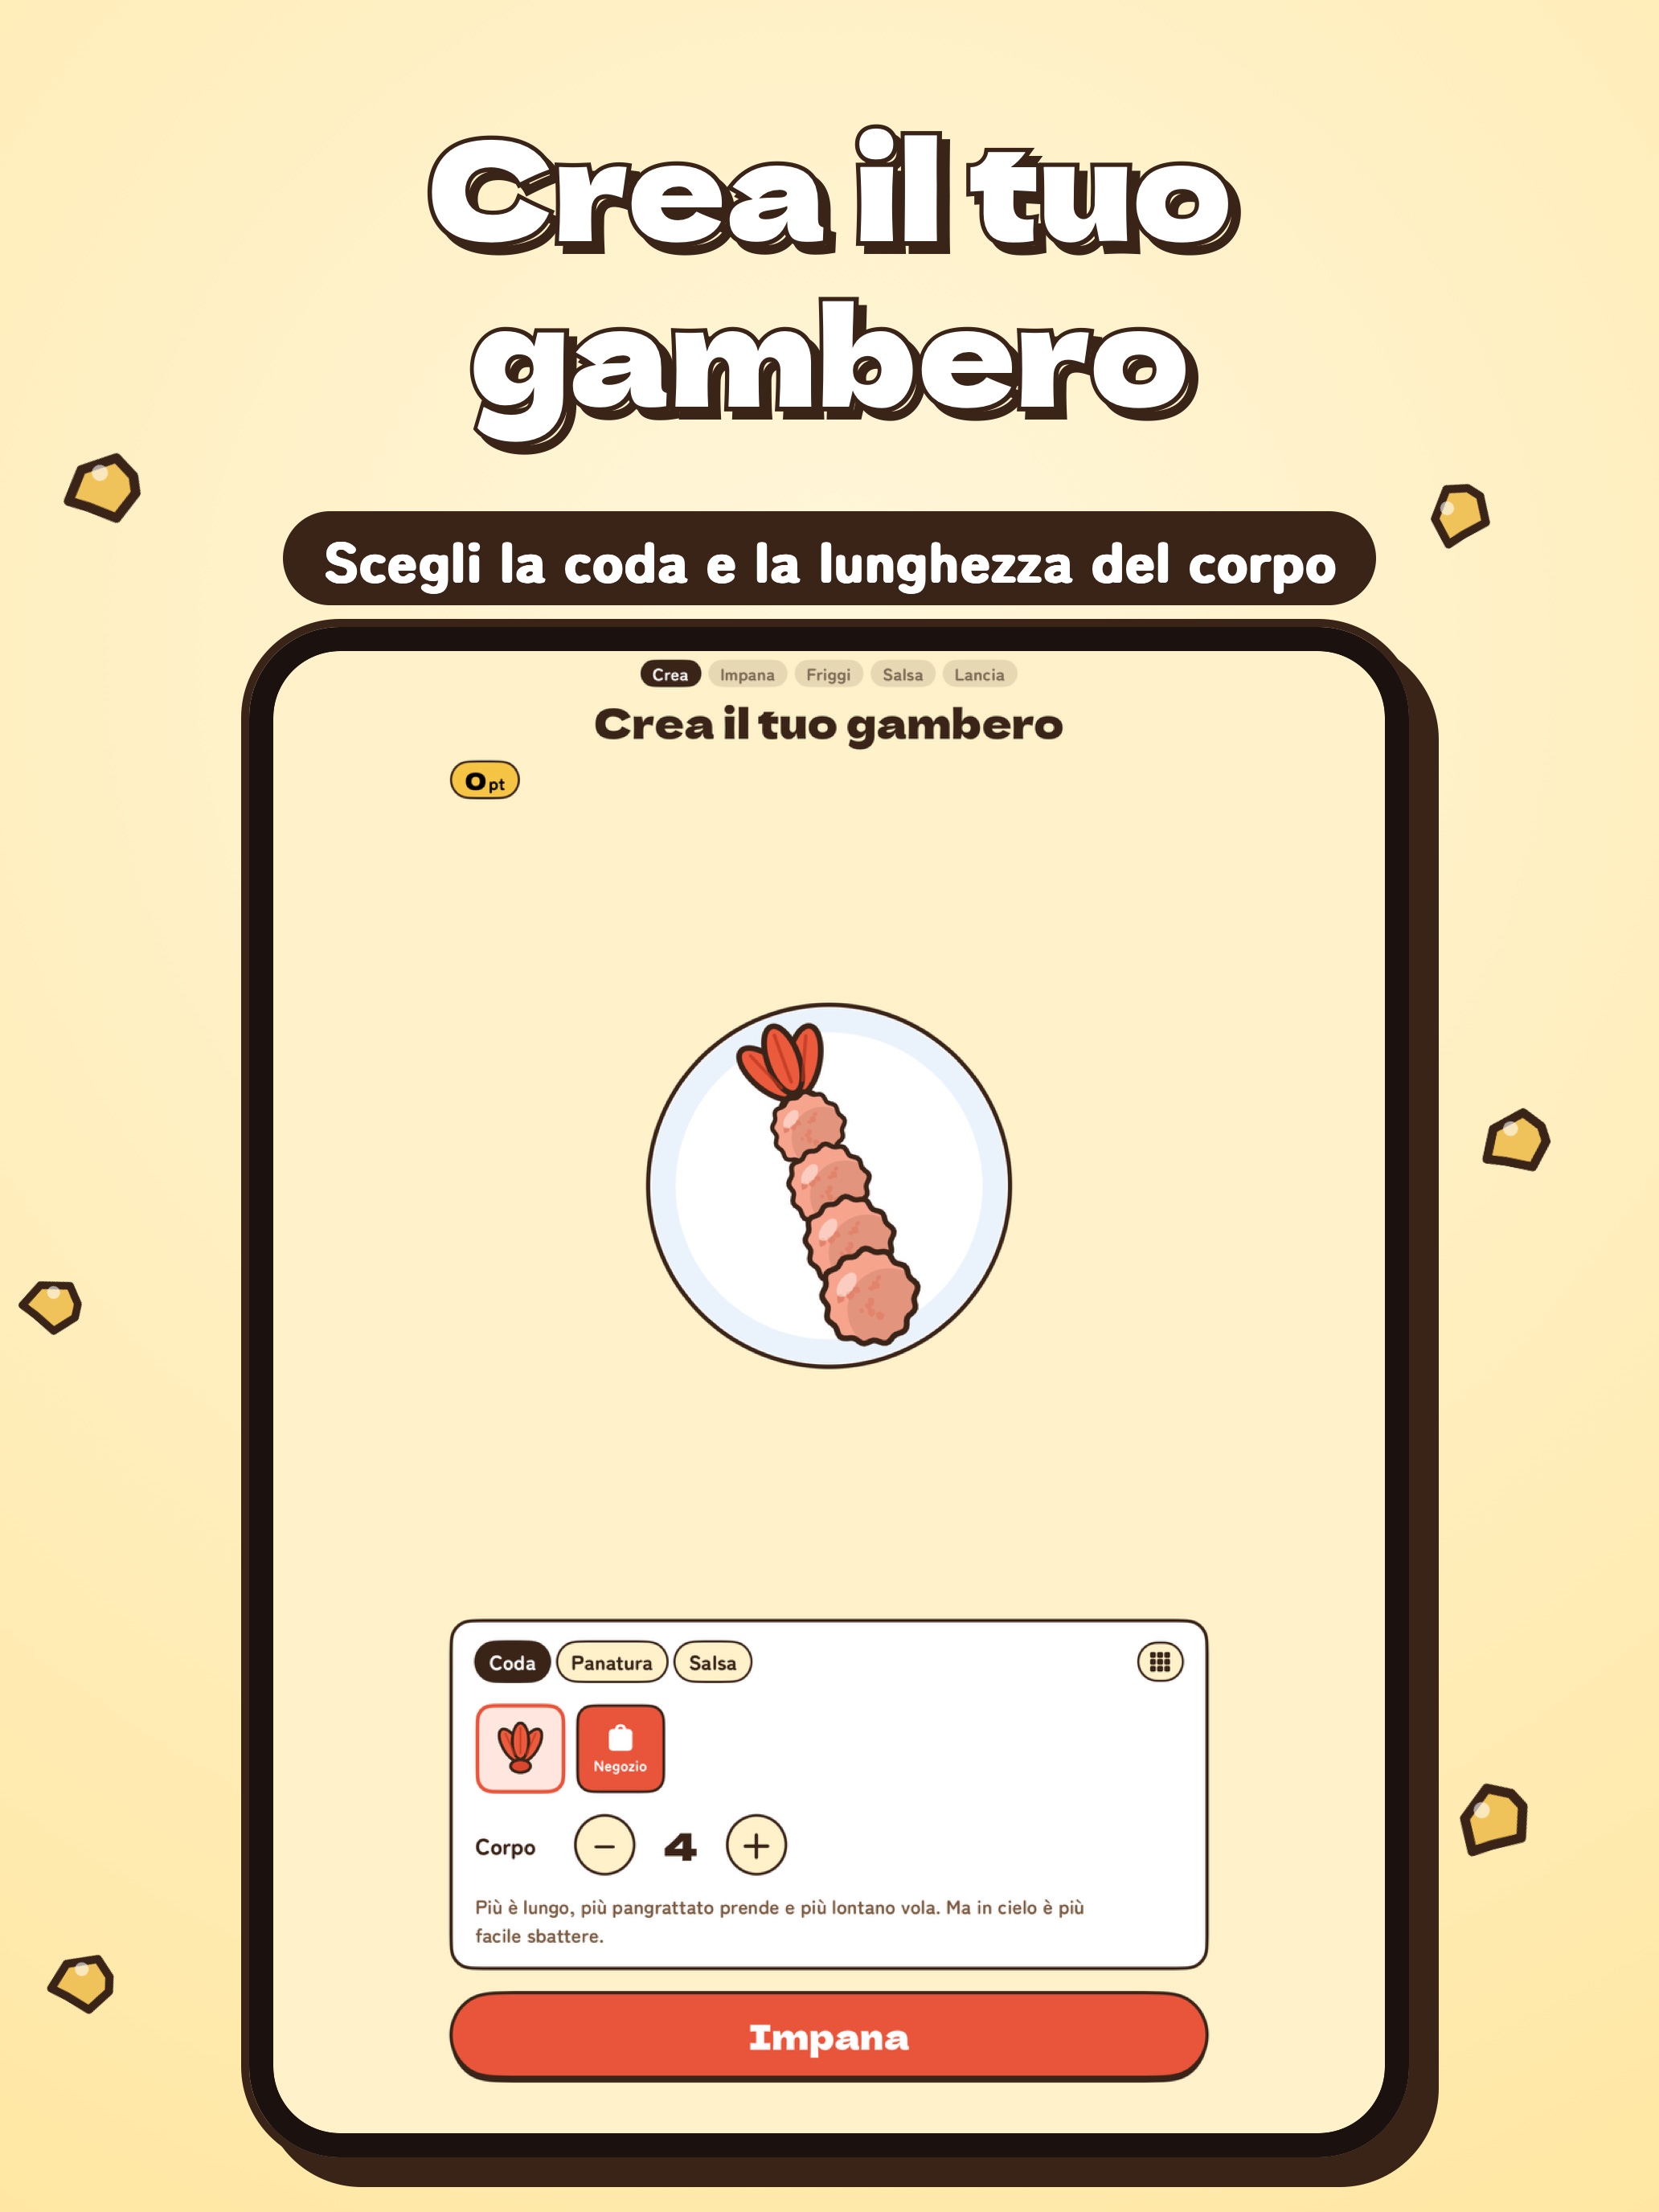 Crea il tuo
gambero
Scegli la coda e la lunghezza del corpo
Crea Impana Friggi Salsa Lancia
Crea il tuo gambero
0 pt
Coda Panatura Salsa
Negozio
Corpo − 4 +
Più è lungo, più pangrattato prende e più lontano vola. Ma in cielo è più
facile sbattere.
Impana